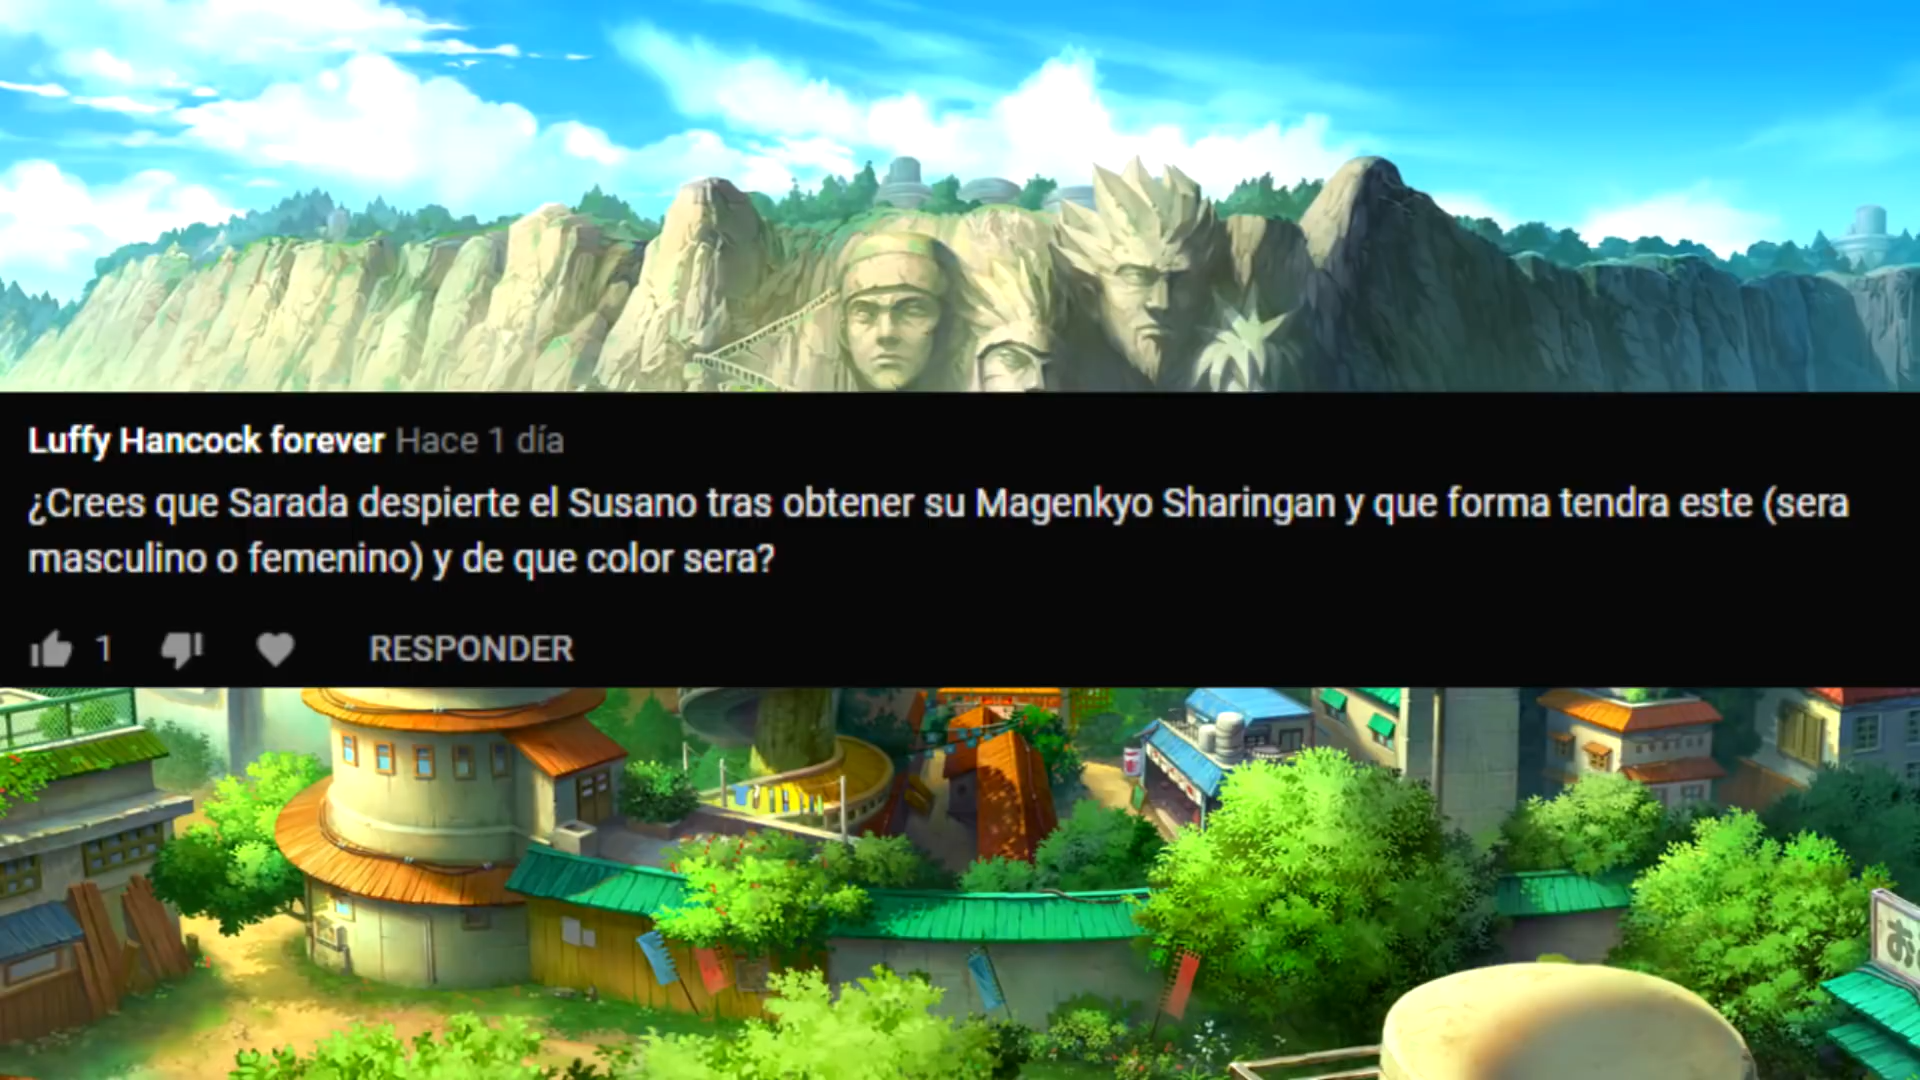 Luffy Hancock forever Hace 1 día
¿Crees que Sarada despierte el Susano tras obtener su Magenkyo Sharingan y que forma tendra este (sera
masculino o femenino) y de que color sera?
1 RESPONDER
お